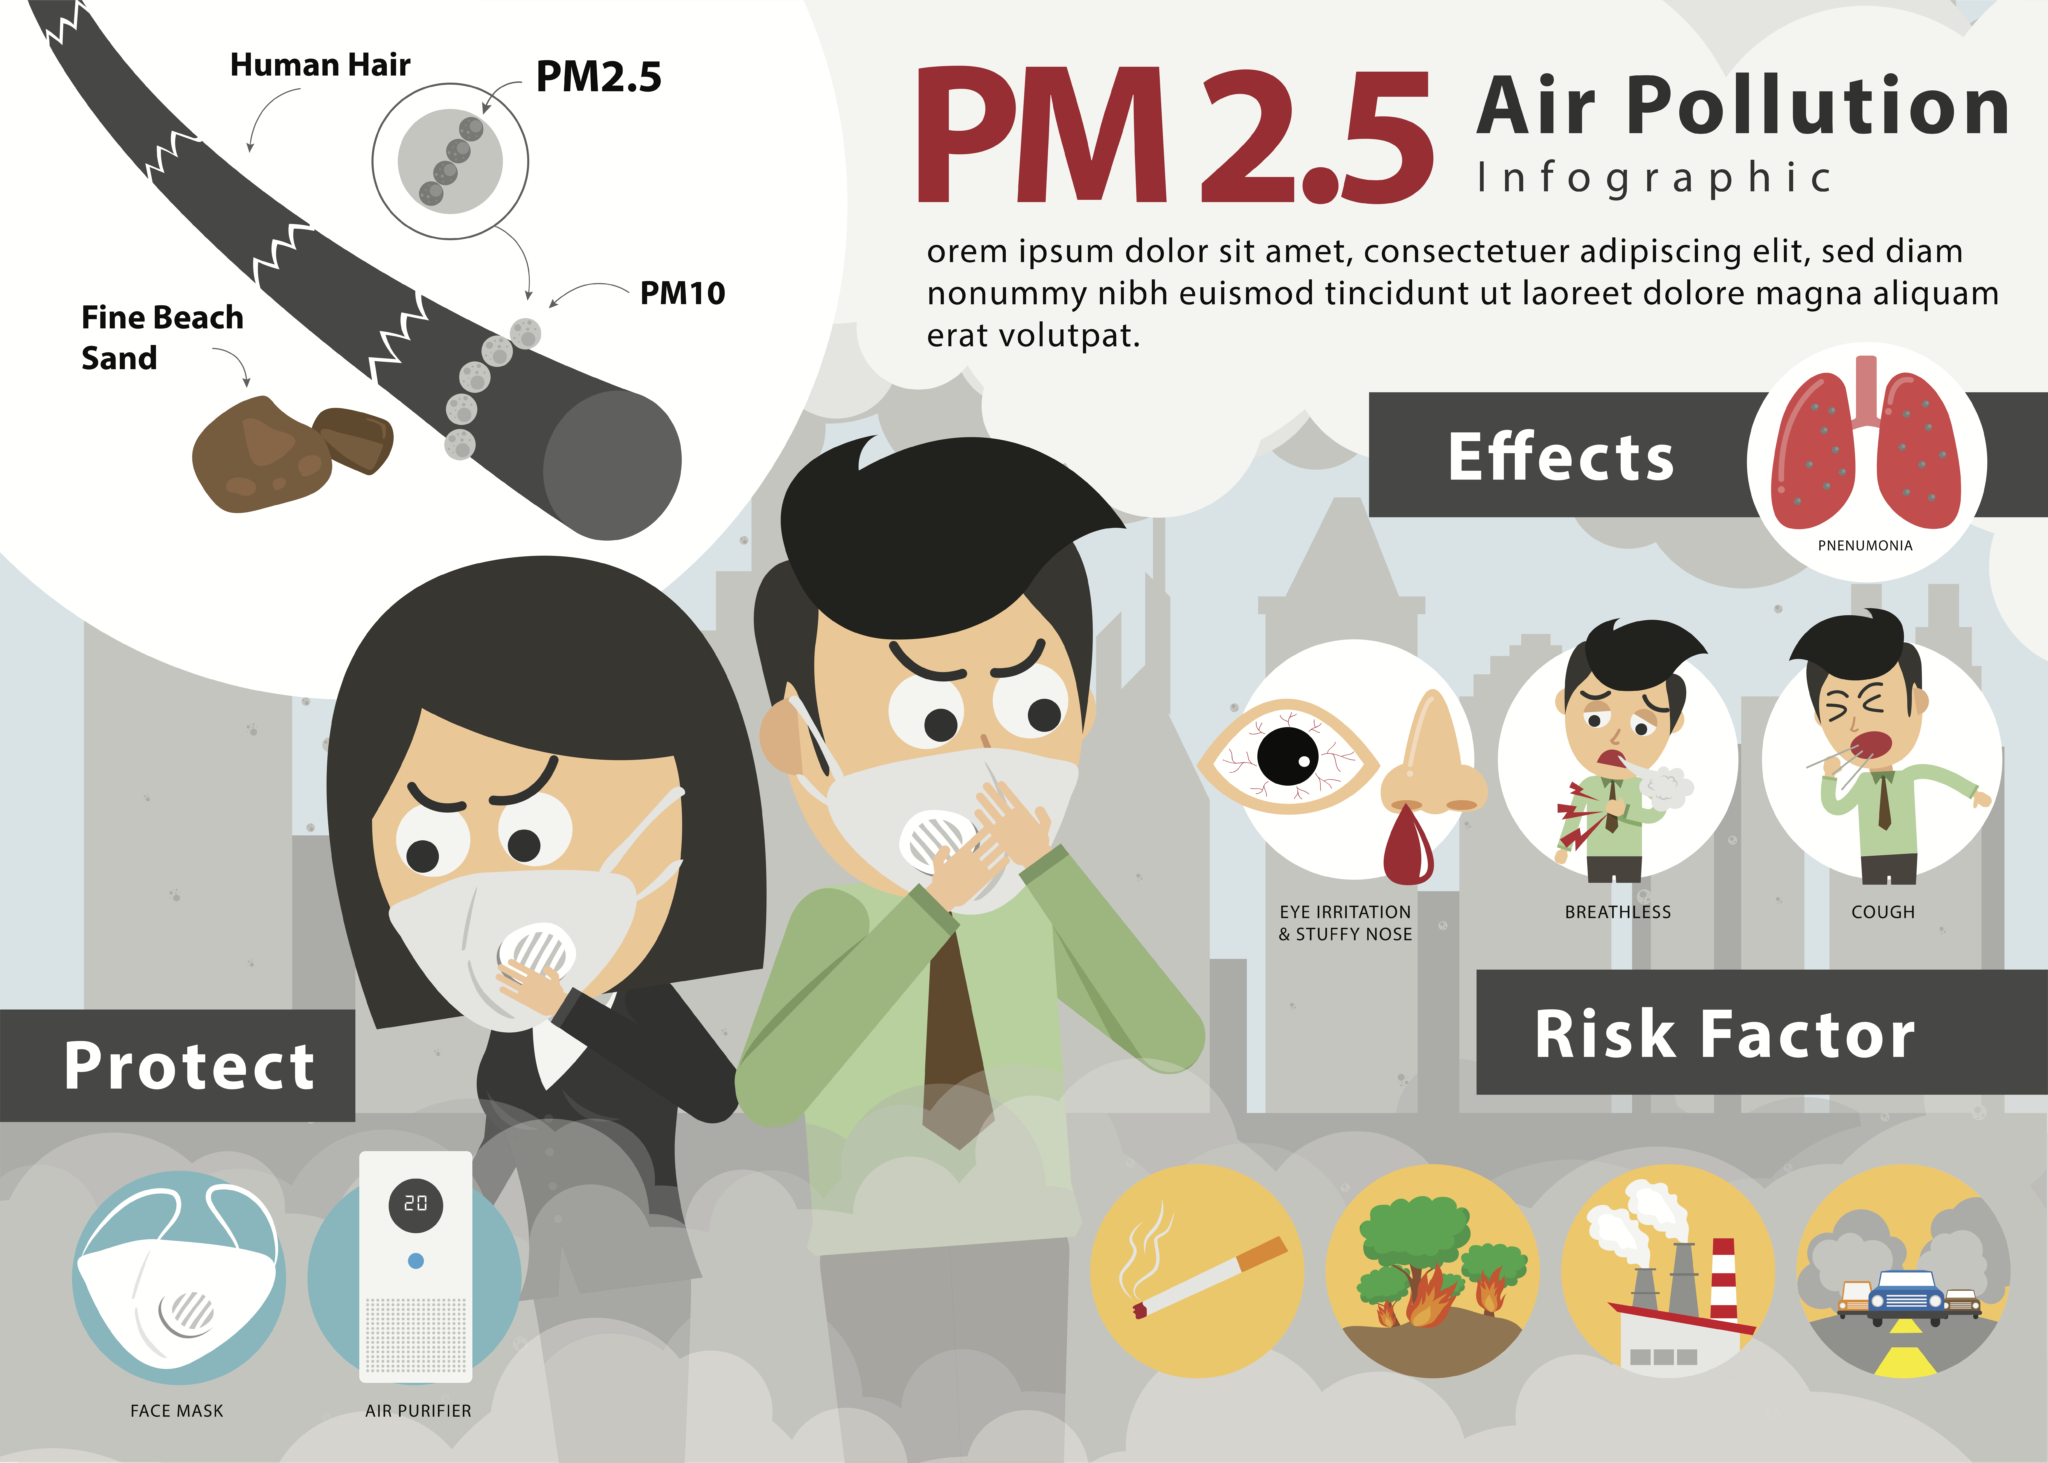 Human Hair
PM2.5
PM10
Fine Beach
Sand
PM 2.5
Air Pollution
Infographic
orem ipsum dolor sit amet, consectetuer adipiscing elit, sed diam
nonummy nibh euismod tincidunt ut laoreet dolore magna aliquam
erat volutpat.
Effects
PNENUMONIA
EYE IRRITATION
& STUFFY NOSE
BREATHLESS
COUGH
Risk Factor
Protect
20
FACE MASK
AIR PURIFIER